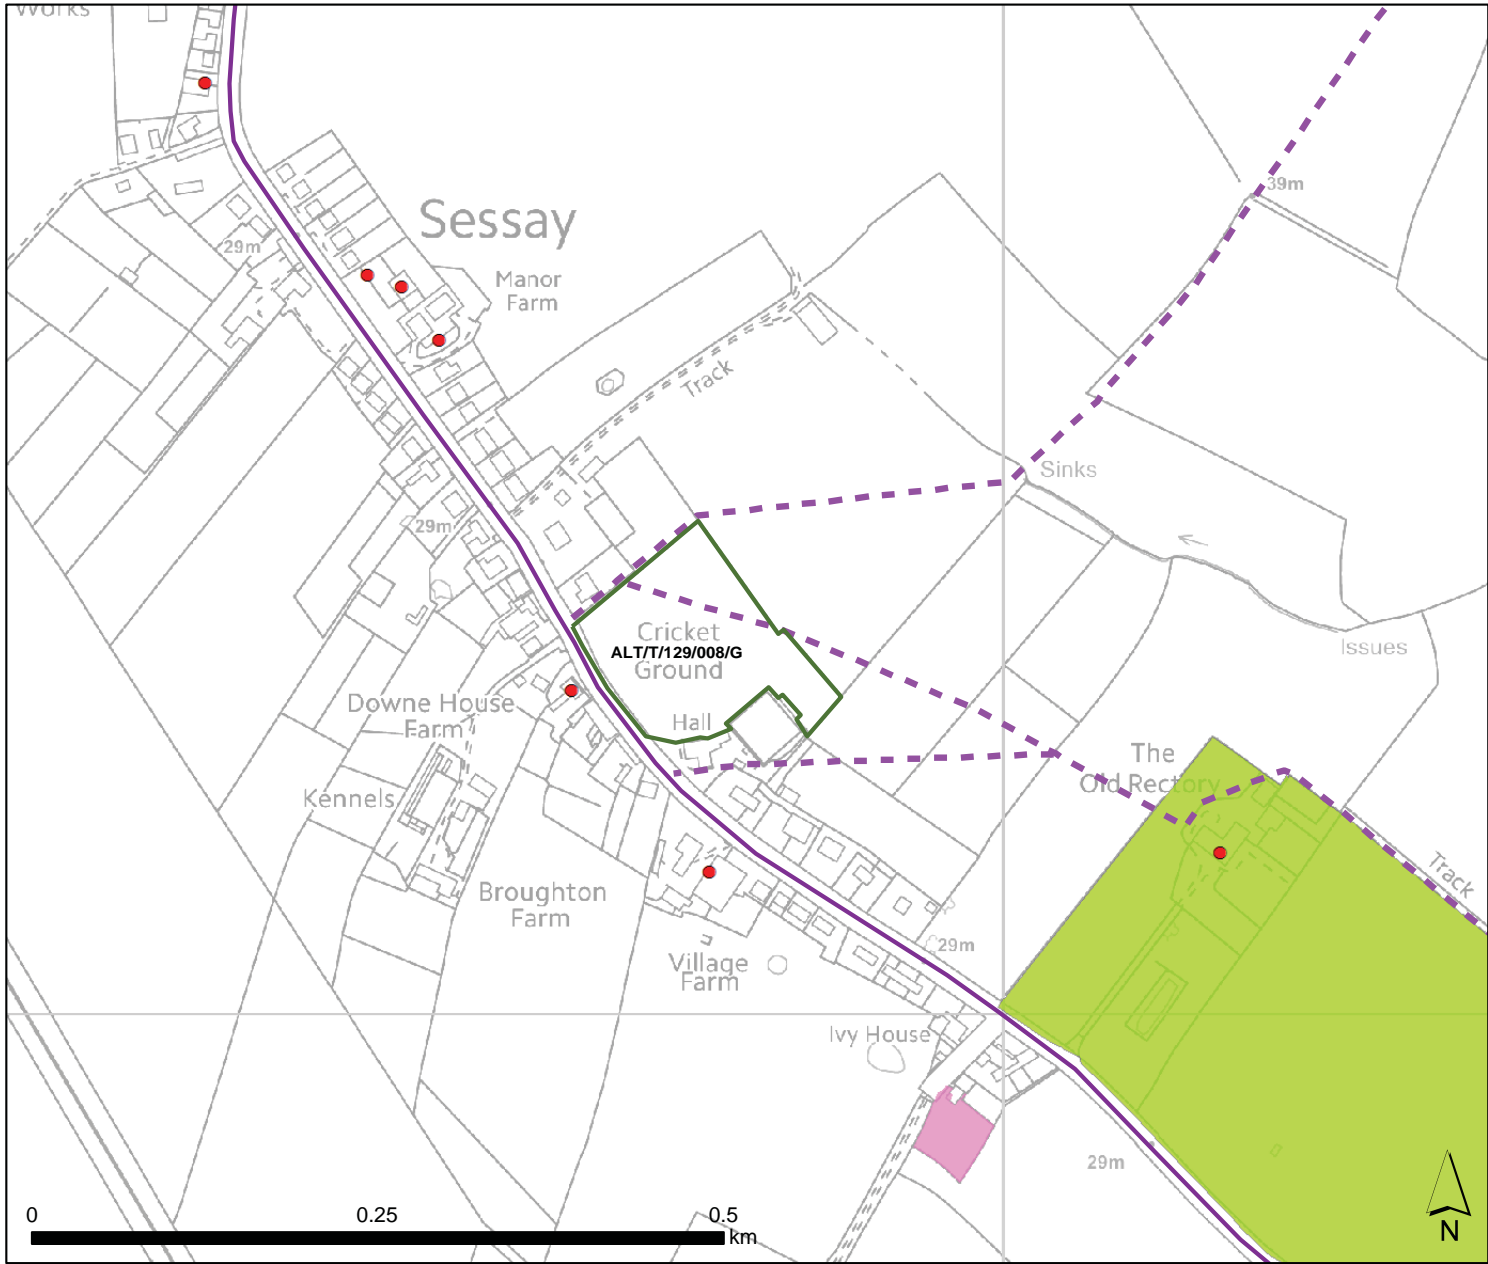 Works
Sessay
29m
Manor
Farm
39m
Track
Sinks
29m
Cricket
ALT/T/129/008/G
Ground
Issues
Downe House
Farm
Hall
The
Old Rectory
Kennels
Track
Broughton
Farm
29m
Village
Farm
Ivy House
29m
0 0.25 0.5
km
N